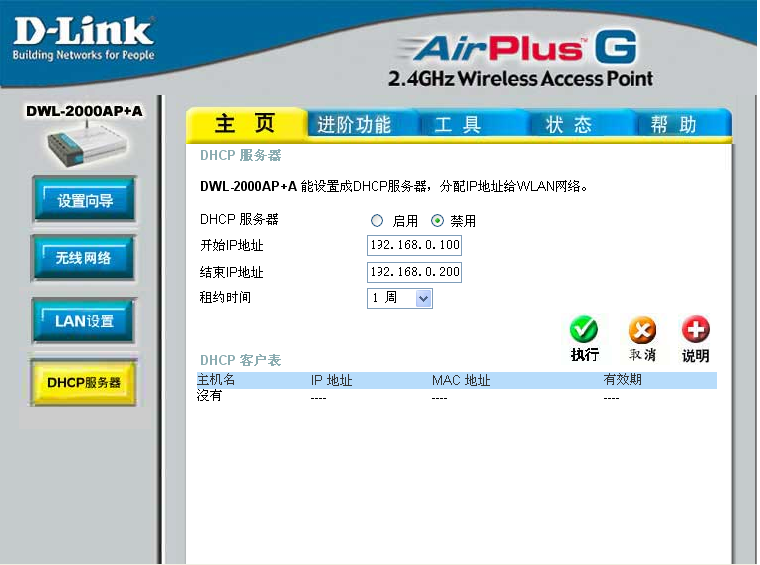 D-Link
Building Networks for People
AirPlus™ G
2.4GHz Wireless Access Point
DWL-2000AP+A
设置向导
无线网络
LAN设置
DHCP服务器
主 页 进阶功能 工 具 状 态 帮 助
DHCP 服务器
DWL-2000AP+A 能设置成DHCP服务器，分配IP地址给WLAN网络。
DHCP 服务器 启用 禁用
开始IP地址 192.168.0.100
结束IP地址 192.168.0.200
租约时间 1 周
执行 取消 说明
DHCP 客户表
主机名 IP 地址 MAC 地址 有效期
沒有 ---- ---- ----